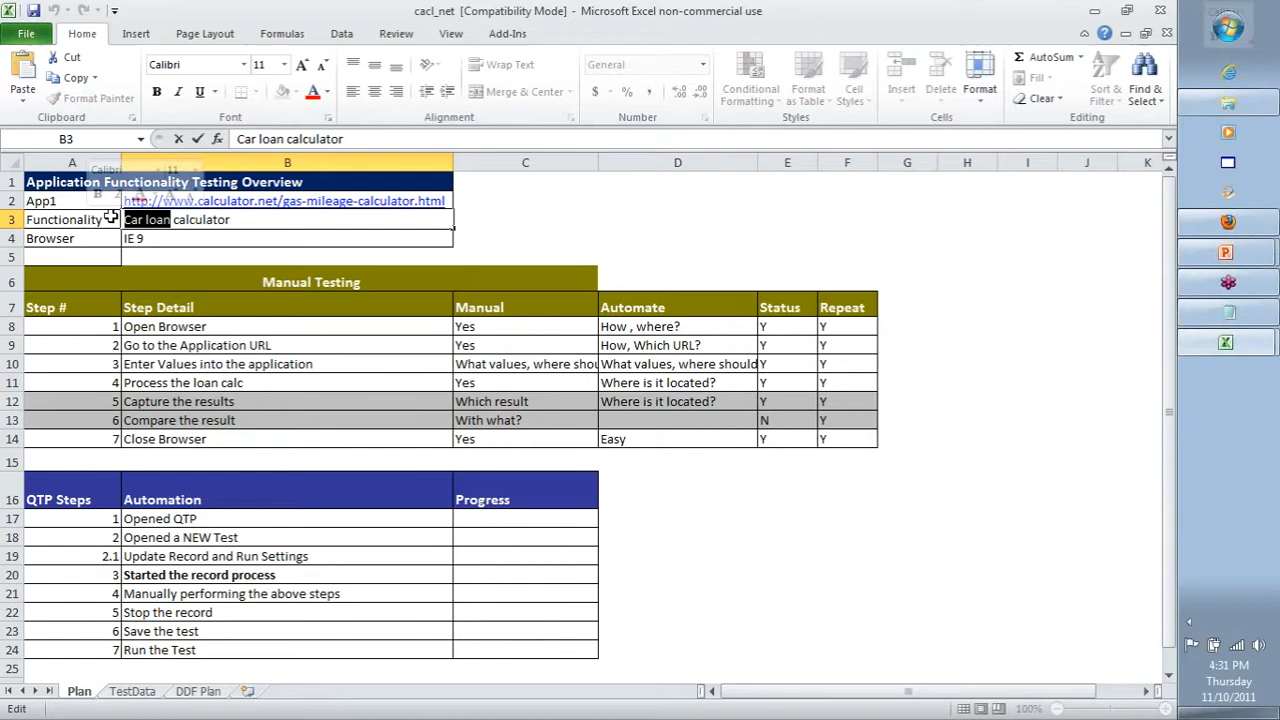 cacl_net [Compatibility Mode] - Microsoft Excel non-commercial use
File Home Insert Page Layout Formulas Data Review View Add-Ins
Cut
Copy
Format Painter
Paste
Clipboard
Calibri 11
B I U A
Font
Wrap Text
Merge & Center
Alignment
General
$ % ,
Number
Conditional Formatting
Format as Table
Cell Styles
Styles
Insert Delete Format
Cells
AutoSum
Fill
Clear
Sort & Filter
Find & Select
Editing
B3 Car loan calculator
A B C D E F G H I J K
Calibri 11
1 Application Functionality Testing Overview
2 App1 http://www.calculator.net/gas-mileage-calculator.html
3 Functionality Car loan calculator
4 Browser IE 9
5
6 Manual Testing
7 Step # Step Detail Manual Automate Status Repeat
8 1 Open Browser Yes How , where? Y Y
9 2 Go to the Application URL Yes How, Which URL? Y Y
10 3 Enter Values into the application What values, where shou What values, where should Y Y
11 4 Process the loan calc Yes Where is it located? Y Y
12 5 Capture the results Which result Where is it located? Y Y
13 6 Compare the result With what? N Y
14 7 Close Browser Yes Easy Y Y
15
16 QTP Steps Automation Progress
17 1 Opened QTP
18 2 Opened a NEW Test
19 2.1 Update Record and Run Settings
20 3 Started the record process
21 4 Manually performing the above steps
22 5 Stop the record
23 6 Save the test
24 7 Run the Test
25
Plan TestData DDF Plan
Edit 100%
4:31 PM
Thursday
11/10/2011